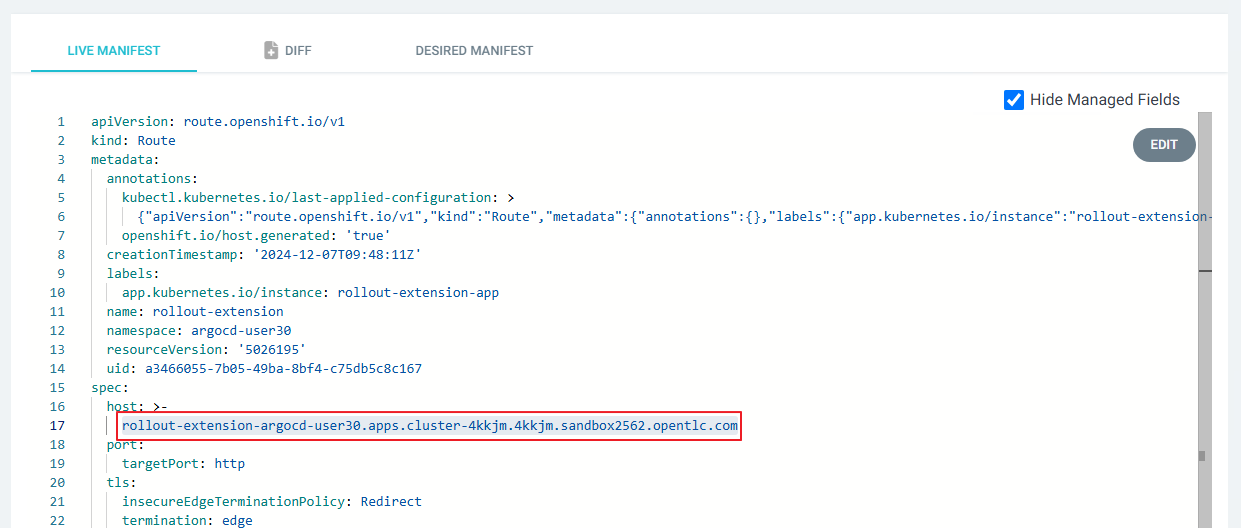 LIVE MANIFEST DIFF DESIRED MANIFEST
Hide Managed Fields
EDIT
1 apiVersion: route.openshift.io/v1
2 kind: Route
3 metadata:
4 annotations:
5 kubectl.kubernetes.io/last-applied-configuration: >
6 {"apiVersion":"route.openshift.io/v1","kind":"Route","metadata":{"annotations":{},"labels":{"app.kubernetes.io/instance":"rollout-extension-
7 openshift.io/host.generated: 'true'
8 creationTimestamp: '2024-12-07T09:48:11Z'
9 labels:
10 app.kubernetes.io/instance: rollout-extension-app
11 name: rollout-extension
12 namespace: argocd-user30
13 resourceVersion: '5026195'
14 uid: a3466055-7b05-49ba-8bf4-c75db5c8c167
15 spec:
16 host: >-
17 rollout-extension-argocd-user30.apps.cluster-4kkjm.4kkjm.sandbox2562.opentlc.com
18 port:
19 targetPort: http
20 tls:
21 insecureEdgeTerminationPolicy: Redirect
22 termination: edge